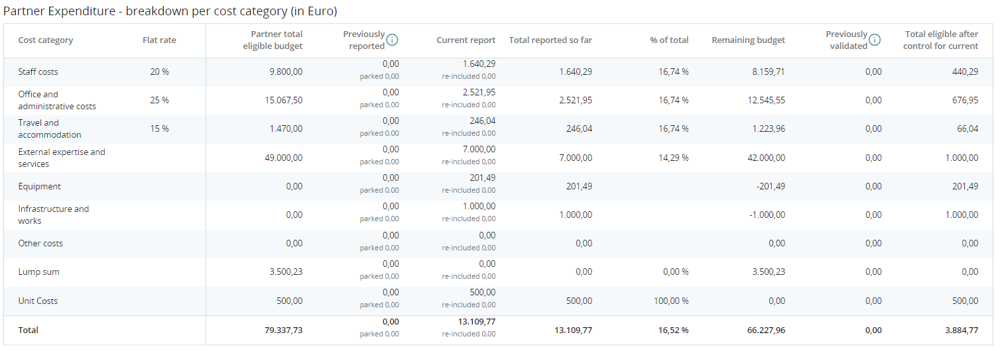 Partner Expenditure - breakdown per cost category (in Euro)
Cost category Flat rate Partner total eligible budget Previously reported Current report Total reported so far % of total Remaining budget Previously validated Total eligible after control for current
Staff costs 20 % 9.800,00 0,00 parked 0,00 1.640,29 re-included 0,00 1.640,29 16,74 % 8.159,71 0,00 440,29
Office and administrative costs 25 % 15.067,50 0,00 parked 0,00 2.521,95 re-included 0,00 2.521,95 16,74 % 12.545,55 0,00 676,95
Travel and accommodation 15 % 1.470,00 0,00 parked 0,00 246,04 re-included 0,00 246,04 16,74 % 1.223,96 0,00 66,04
External expertise and services 49.000,00 0,00 parked 0,00 7.000,00 re-included 0,00 7.000,00 14,29 % 42.000,00 0,00 1.000,00
Equipment 0,00 0,00 parked 0,00 201,49 re-included 0,00 201,49 -201,49 0,00 201,49
Infrastructure and works 0,00 0,00 parked 0,00 1.000,00 re-included 0,00 1.000,00 -1.000,00 0,00 1.000,00
Other costs 0,00 0,00 parked 0,00 0,00 re-included 0,00 0,00 0,00 0,00 0,00
Lump sum 3.500,23 0,00 parked 0,00 0,00 re-included 0,00 0,00 0,00 % 3.500,23 0,00 0,00
Unit Costs 500,00 0,00 parked 0,00 500,00 re-included 0,00 500,00 100,00 % 0,00 0,00 500,00
Total 79.337,73 0,00 parked 0,00 13.109,77 re-included 0,00 13.109,77 16,52 % 66.227,96 0,00 3.884,77